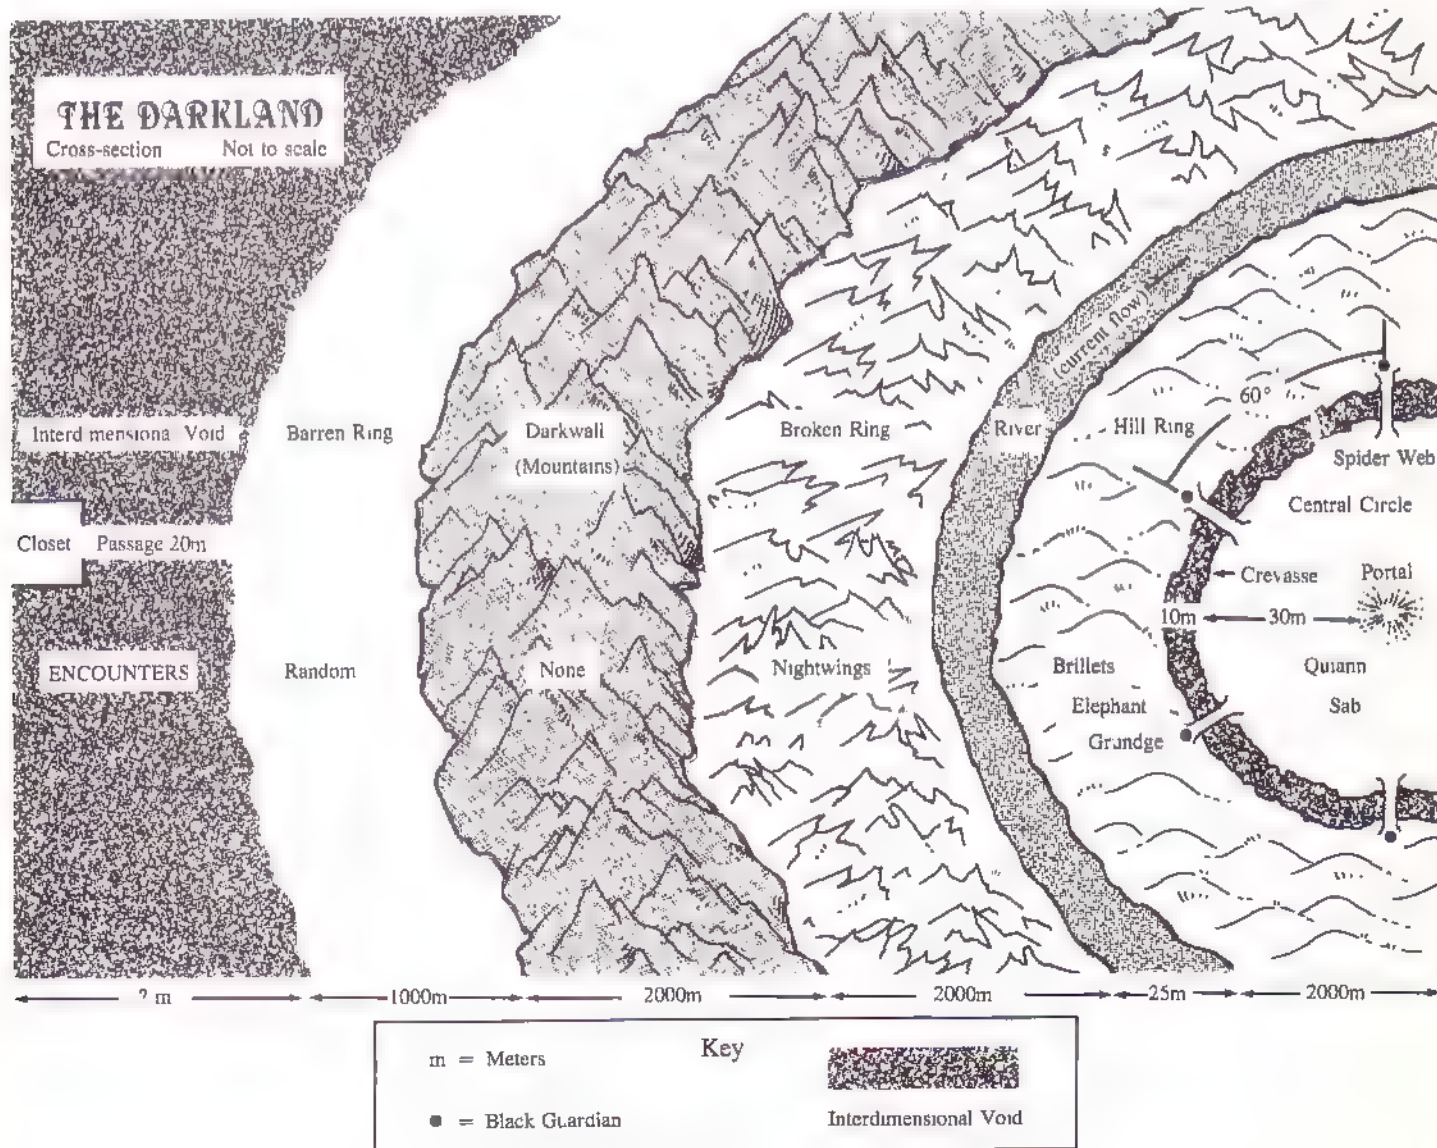 THE DARKLAND
Cross-section Not to scale
(current flow)
60°
Interdimensional Void
Barren Ring
Darkwall
(Mountains)
Broken Ring
River
Hill Ring
Spider Web
Central Circle
Closet
Passage 20m
Crevasse
Portal
10m
30m
ENCOUNTERS
Random
None
Nightwings
Brillets
Elephant
Grundge
Quiann
Sab
? m
1000m
2000m
2000m
25m
2000m
Key
m = Meters
● = Black Guardian
Interdimensional Void